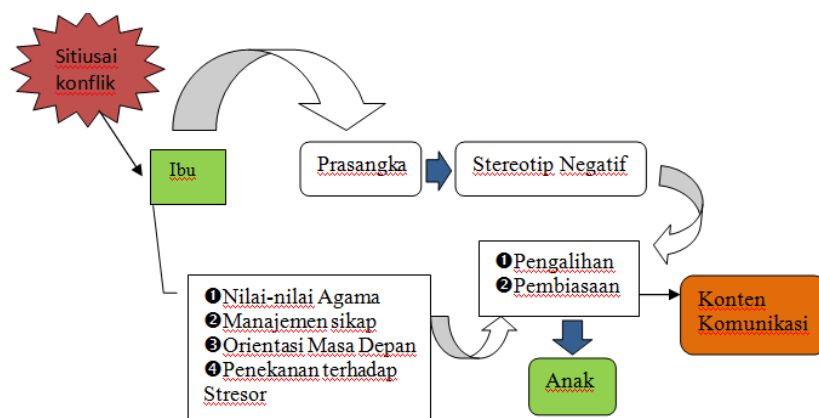 Sitiusai
konflik
Ibu
Prasangka
Stereotip Negatif
❶Pengalihan
❷Pembiasaan
Konten
Komunikasi
❶Nilai-nilai Agama
❷Manajemen sikap
❸Orientasi Masa Depan
❹Penekanan terhadap
Stresor
Anak